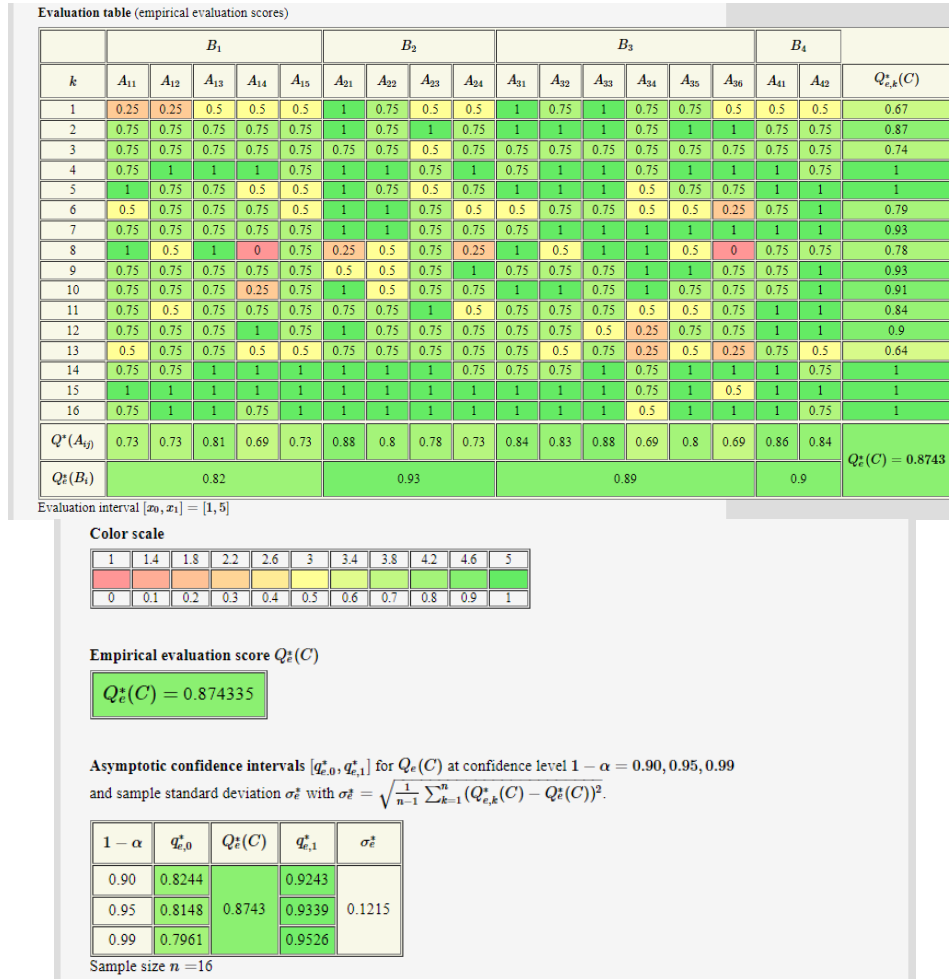 Evaluation table (empirical evaluation scores)
B₁ B₂ B₃ B₄
k A₁₁ A₁₂ A₁₃ A₁₄ A₁₅ A₂₁ A₂₂ A₂₃ A₂₄ A₃₁ A₃₂ A₃₃ A₃₄ A₃₅ A₃₆ A₄₁ A₄₂ Q*ₑ,ₖ(C)
1 0.25 0.25 0.5 0.5 0.5 1 0.75 0.5 0.5 1 0.75 1 0.75 0.75 0.5 0.5 0.5 0.67
2 0.75 0.75 0.75 0.75 0.75 1 0.75 1 0.75 1 1 1 0.75 1 1 0.75 0.75 0.87
3 0.75 0.75 0.75 0.75 0.75 0.75 0.75 0.5 0.75 0.75 0.75 0.75 0.75 0.75 0.75 0.75 0.75 0.74
4 0.75 1 1 1 0.75 1 1 0.75 1 0.75 1 1 0.75 1 1 1 0.75 1
5 1 0.75 0.75 0.5 0.5 1 0.75 0.5 0.75 1 1 1 0.5 0.75 0.75 1 1 1
6 0.5 0.75 0.75 0.75 0.5 1 1 0.75 0.5 0.5 0.75 0.75 0.5 0.5 0.25 0.75 1 0.79
7 0.75 0.75 0.75 0.75 0.75 1 1 0.75 0.75 0.75 1 1 1 1 1 1 1 0.93
8 1 0.5 1 0 0.75 0.25 0.5 0.75 0.25 1 0.5 1 1 0.5 0 0.75 0.75 0.78
9 0.75 0.75 0.75 0.75 0.75 0.5 0.5 0.75 1 0.75 0.75 0.75 1 1 0.75 0.75 1 0.93
10 0.75 0.75 0.75 0.25 0.75 1 0.5 0.75 0.75 1 1 0.75 1 0.75 0.75 0.75 1 0.91
11 0.75 0.5 0.75 0.75 0.75 0.75 0.75 1 0.5 0.75 0.75 0.75 0.5 0.5 0.75 1 1 0.84
12 0.75 0.75 0.75 1 0.75 1 0.75 0.75 0.75 0.75 0.75 0.5 0.25 0.75 0.75 1 1 0.9
13 0.5 0.75 0.75 0.5 0.5 0.75 0.75 0.75 0.75 0.75 0.5 0.75 0.25 0.5 0.25 0.75 0.5 0.64
14 0.75 0.75 1 1 1 1 1 1 0.75 0.75 0.75 1 0.75 1 1 1 0.75 1
15 1 1 1 1 1 1 1 1 1 1 1 1 0.75 1 0.5 1 1 1
16 0.75 1 1 0.75 1 1 1 1 1 1 1 1 0.5 1 1 1 0.75 1
Q*(Aᵢⱼ) 0.73 0.73 0.81 0.69 0.73 0.88 0.8 0.78 0.73 0.84 0.83 0.88 0.69 0.8 0.69 0.86 0.84 Q*ₑ(C) = 0.8743
Q*ₑ(Bᵢ) 0.82 0.93 0.89 0.9
Evaluation interval [x₀, x₁] = [1, 5]
Color scale
1 1.4 1.8 2.2 2.6 3 3.4 3.8 4.2 4.6 5
0 0.1 0.2 0.3 0.4 0.5 0.6 0.7 0.8 0.9 1
Empirical evaluation score Q*ₑ(C)
Q*ₑ(C) = 0.874335
Asymptotic confidence intervals [q*ₑ.₀, q*ₑ,₁] for Qₑ(C) at confidence level 1 − α = 0.90, 0.95, 0.99
and sample standard deviation σ*ₑ with σ*ₑ = √(1/(n−1) ∑ⁿₖ₌₁ (Q*ₑ,ₖ(C) − Q*ₑ(C))²).
1 − α q*ₑ,₀ Q*ₑ(C) q*ₑ,₁ σ*ₑ
0.90 0.8244 0.9243
0.95 0.8148 0.8743 0.9339 0.1215
0.99 0.7961 0.9526
Sample size n =16